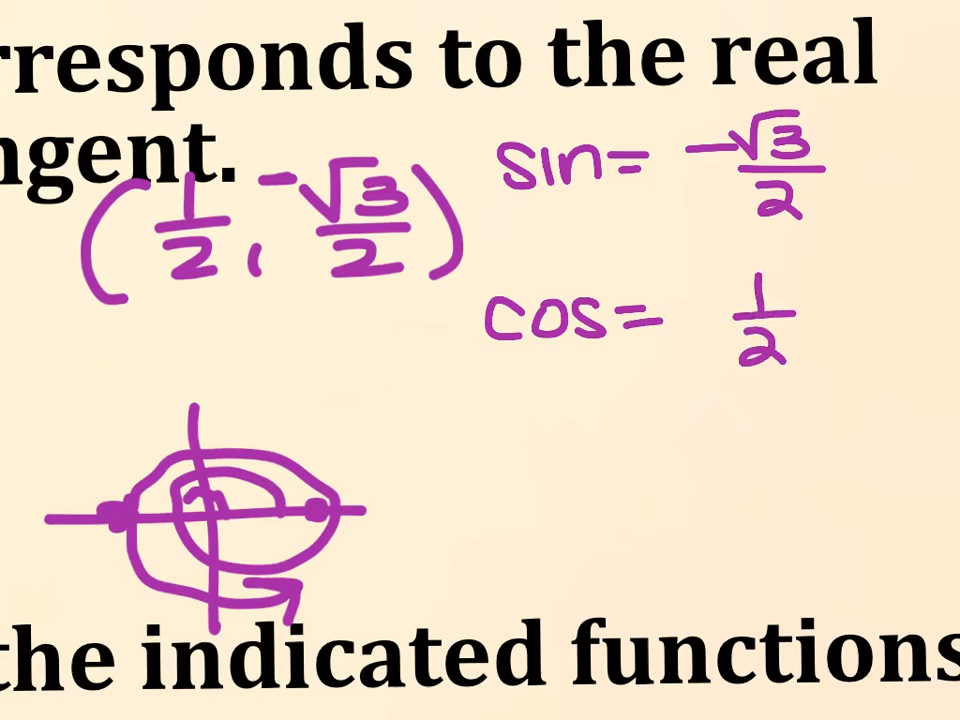 rresponds to the real
ngent.
(1/2, -√3/2)
sin= -√3/2
cos= 1/2
the indicated functions